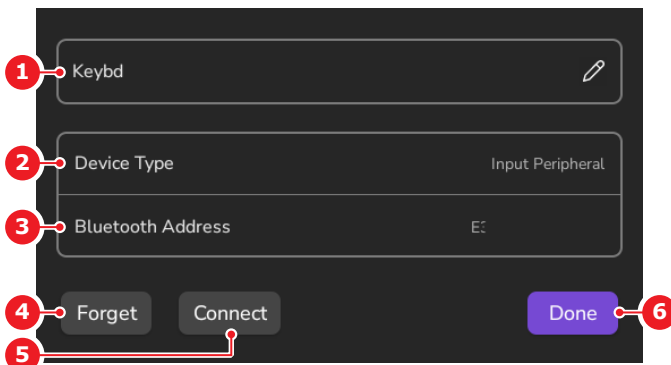 1 Keybd
2 Device Type Input Peripheral
3 Bluetooth Address
4 Forget Connect Done 6
5